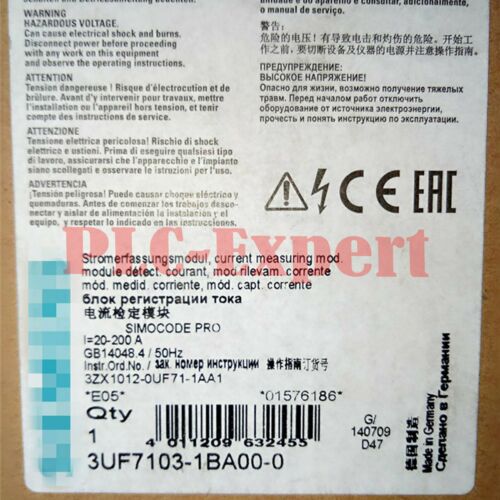 WARNING
HAZARDOUS VOLTAGE.
Can cause electrical shock and burns.
Disconnect power before proceeding
with any work on this equipment
and observe operating instructions.
ATTENTION
Tension dangereuse ! Risque d'électrocution et de
brûlure. Avant d'y intervenir pour travaux, mettre
l'installation ou l'appareil hors tension, et tenir
compte des instructions de service.
ATTENZIONE
Tensione elettrica pericolosa! Rischio di shock
elettrico e ustioni. Prima di eseguire qualsiasi tipo
di lavoro, assicurarsi che l'apparecchio e l'impianto
siano scollegati e osservare le istruzioni per l'uso.
ADVERTENCIA
¡Tensión peligrosa! Puede causar choque eléctrico y
quemaduras. Antes de comenzar los trabajos desco-
nectar y aislar de alimentación la instalación y el
equipo, y respetar lo indicado en las instrucciones.
o manual de serviço.
警告:
危险的电压!有导致电击和灼伤的危险。开始工
作之前,要切断设备及仪器的电源并注意操作指南。
ПРЕДУПРЕЖДЕНИЕ:
ВЫСОКОЕ НАПРЯЖЕНИЕ!
Опасно для жизни, возможно получение тяжелых
травм. Перед началом работ отключить
оборудование от источника электроэнергии,
прочесть инструкцию по эксплуатации.
CE EAC
PLC-Expert
Stromerfassungsmodul, current measuring mod.
module détect. courant, mod.rilevam. corrente
mód. medid. corriente, mód. capt. corrente
блок регистрации тока
电流检定模块
SIMOCODE PRO
I=20-200 A
GB14048.4 / 50Hz
Instr.Ord.No./ зак. номер инструкции 操作指南订货号
3ZX1012-0UF71-1AA1
*E05* *01576186*
Qty
1
4 011209 632455
3UF7103-1BA00-0
G/
140709
D47
德国制造
Made in Germany
Сделано в Германии